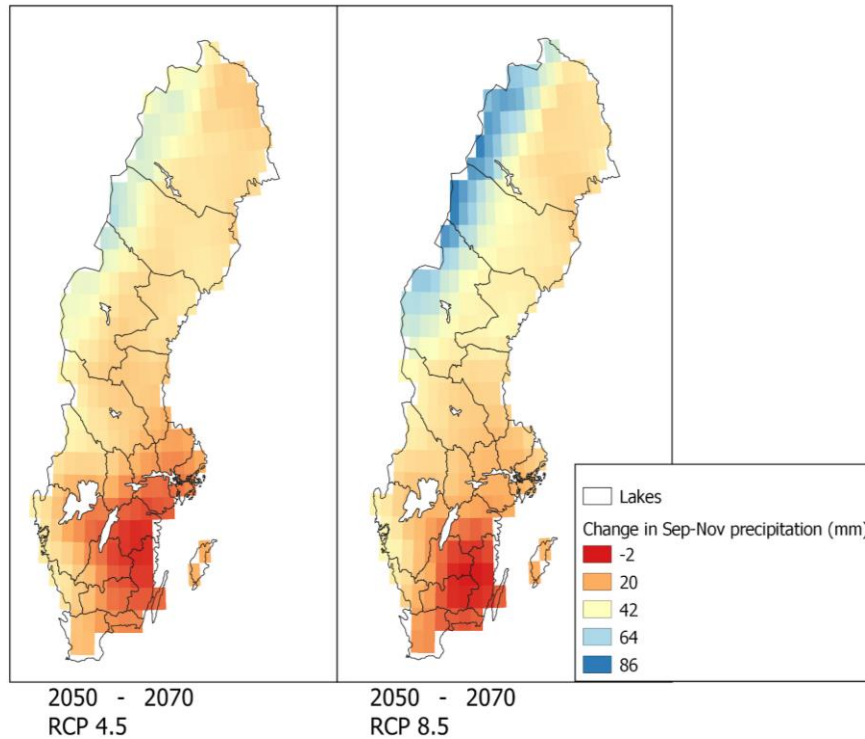 Lakes
Change in Sep-Nov precipitation (mm)
-2
20
42
64
86
2050 - 2070
RCP 4.5
2050 - 2070
RCP 8.5